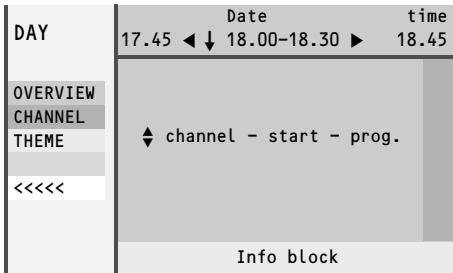 DAY
Date time
17.45 ◀ ↓ 18.00-18.30 ▶ 18.45
OVERVIEW
CHANNEL
THEME
<<<<<
channel - start - prog.
Info block